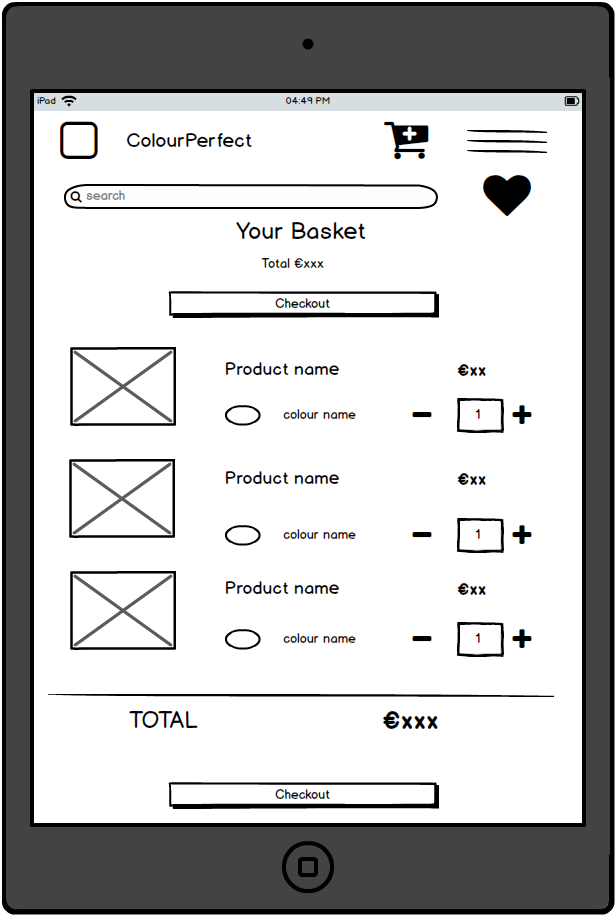 iPad 04:49 PM
ColourPerfect
search
Your Basket
Total €xxx
Checkout
Product name €xx
colour name 1
Product name €xx
colour name 1
Product name €xx
colour name 1
TOTAL €xxx
Checkout